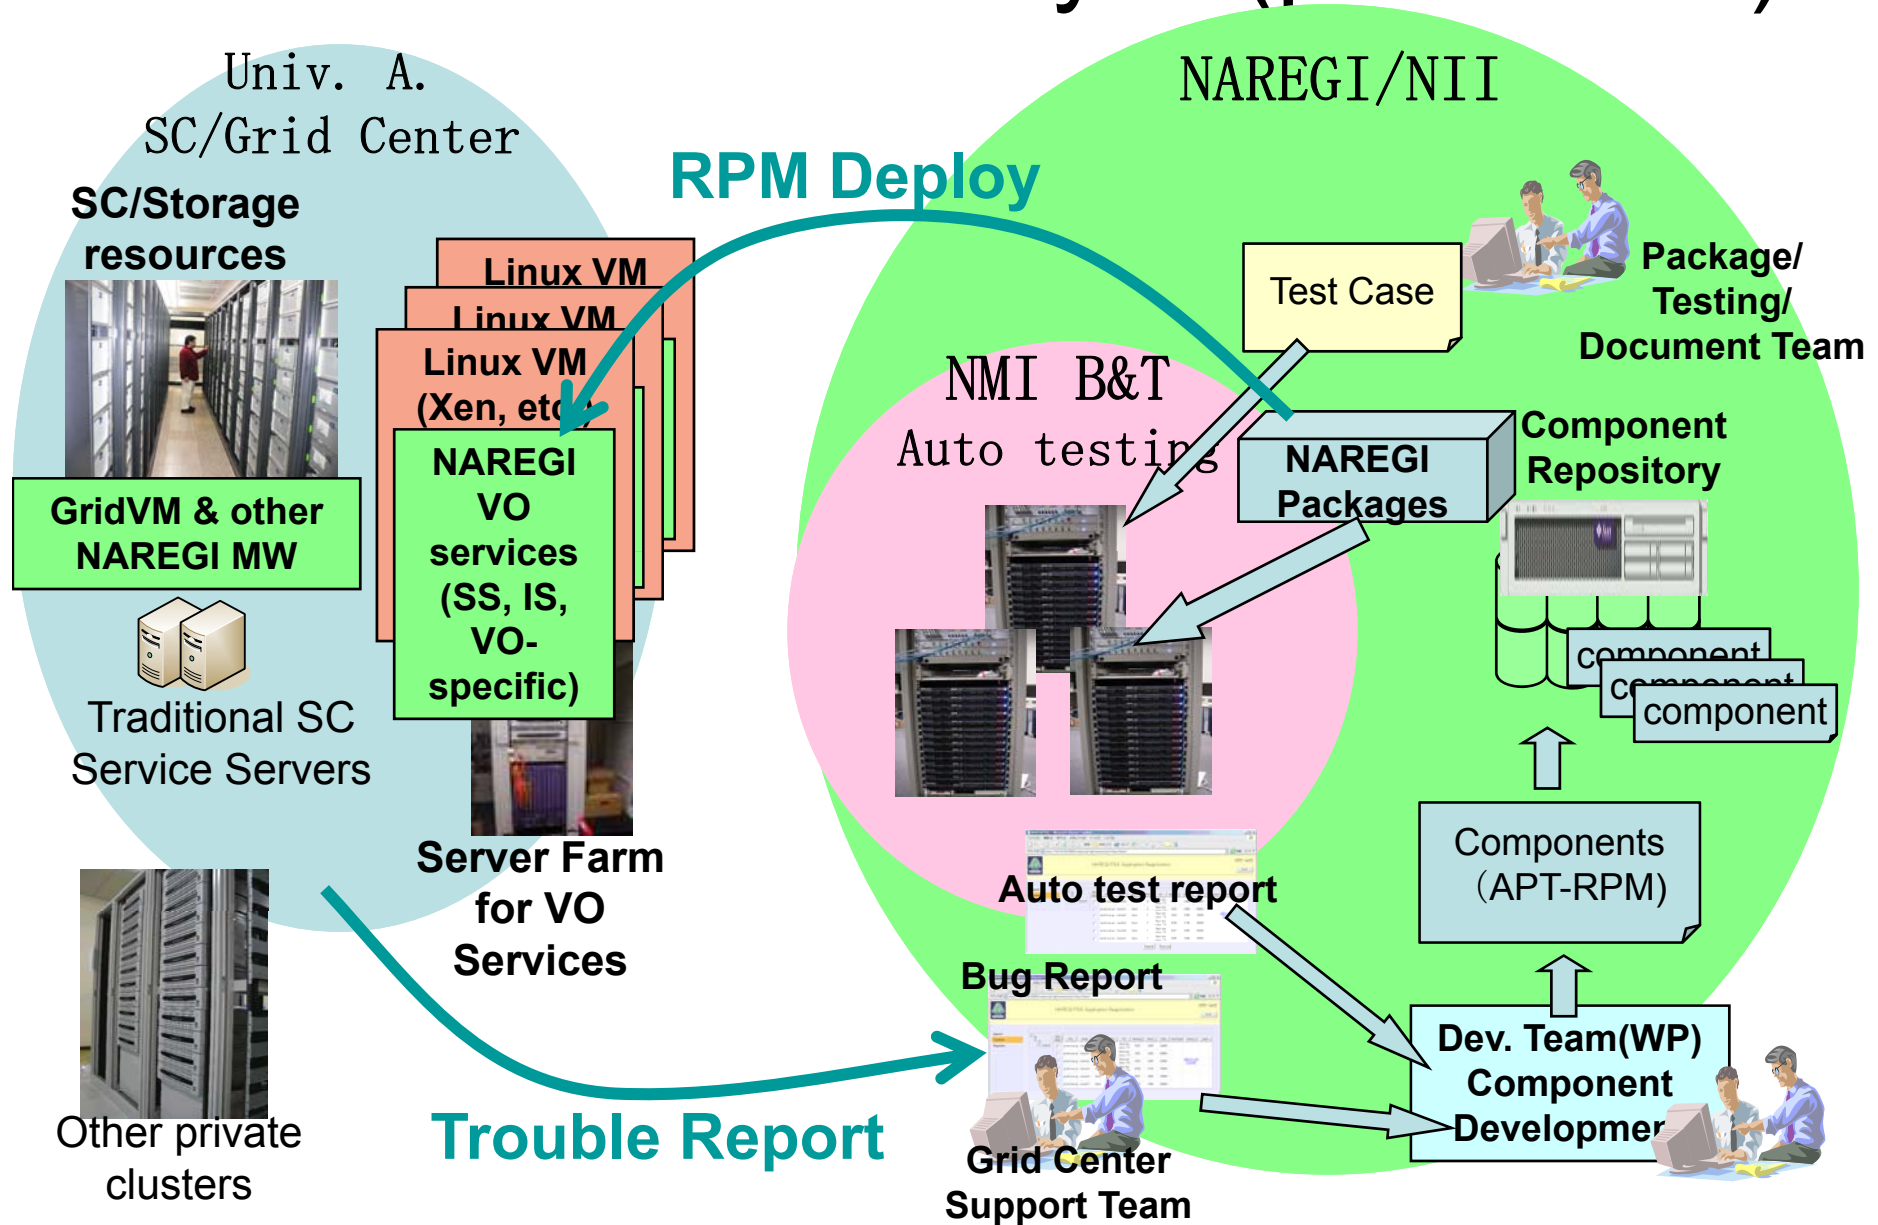 Univ. A.
SC/Grid Center
SC/Storage
resources
GridVM & other
NAREGI MW
Traditional SC
Service Servers
Other private
clusters
Linux VM
Linux VM
Linux VM
(Xen, etc.)
NAREGI
VO
services
(SS, IS,
VO-
specific)
Server Farm
for VO
Services
RPM Deploy
Trouble Report
NAREGI/NII
Test Case
Package/
Testing/
Document Team
NMI B&T
Auto testing
NAREGI
Packages
Component
Repository
component
component
component
Components
(APT-RPM)
Auto test report
Bug Report
Dev. Team(WP)
Component
Developmen
Grid Center
Support Team